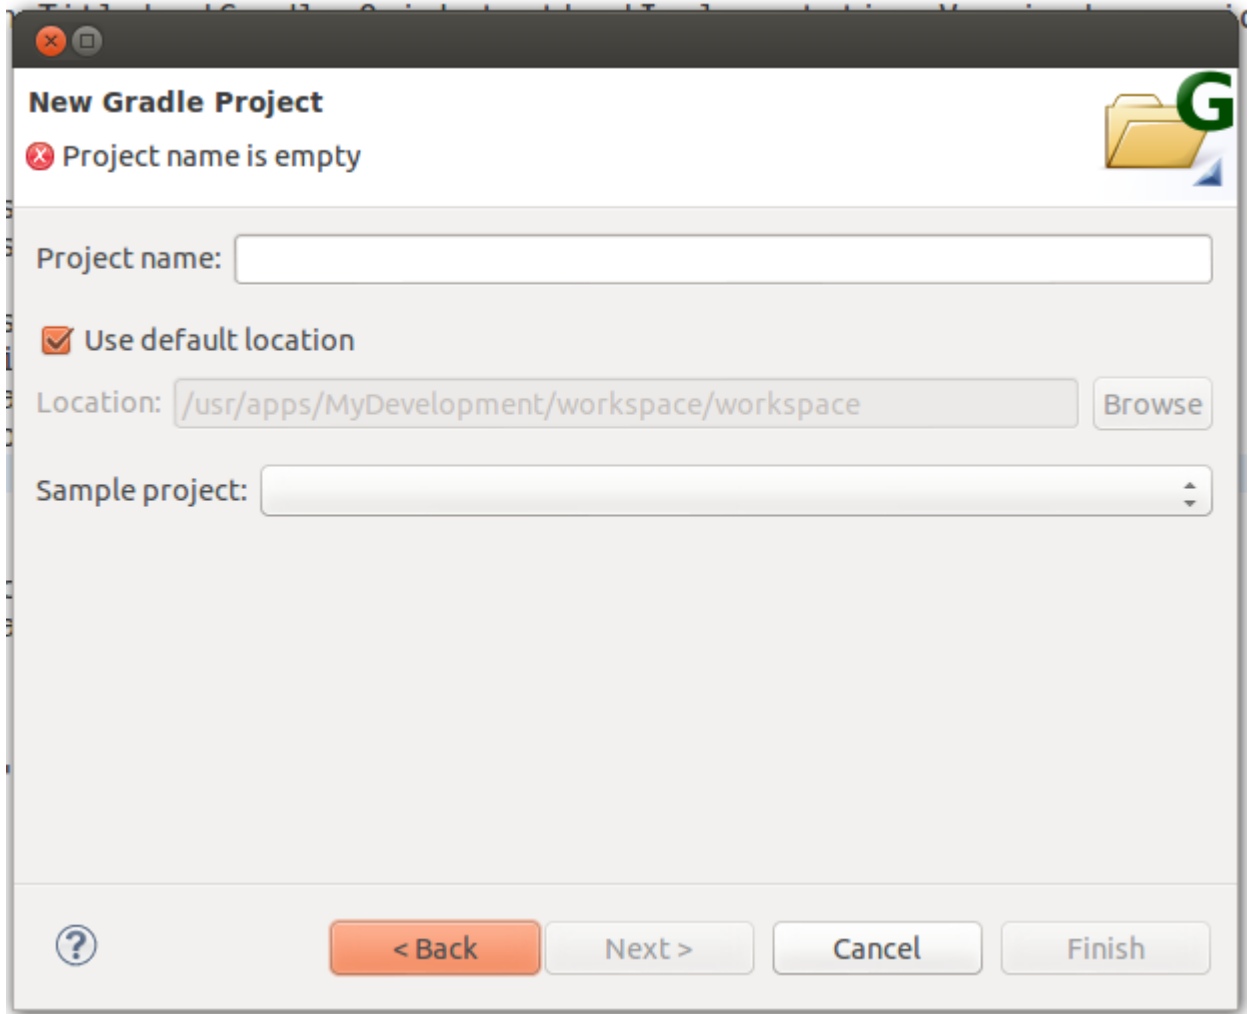 New Gradle Project
G
Project name is empty
Project name:
Use default location
Location: /usr/apps/MyDevelopment/workspace/workspace Browse
Sample project:
? < Back Next > Cancel Finish